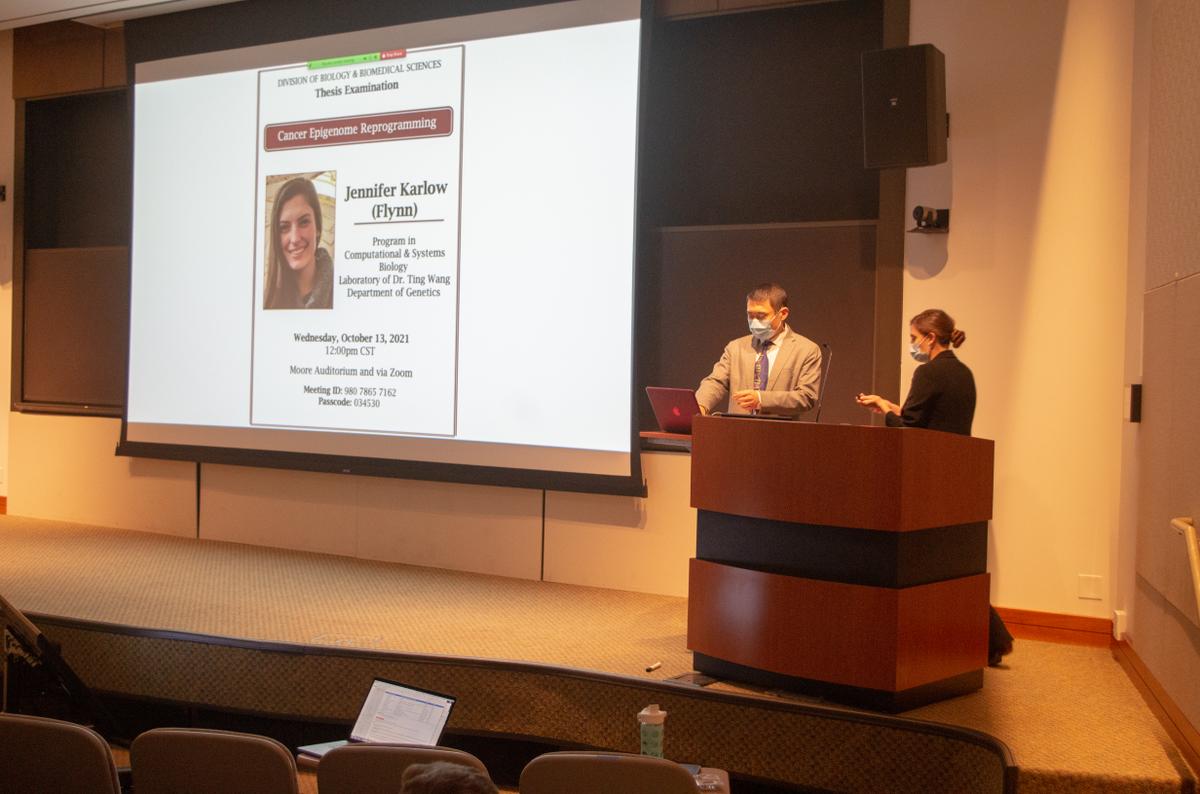 DIVISION OF BIOLOGY & BIOMEDICAL SCIENCES
Thesis Examination
Cancer Epigenome Reprogramming
Jennifer Karlow
(Flynn)
Program in
Computational & Systems
Biology
Laboratory of Dr. Ting Wang
Department of Genetics
Wednesday, October 13, 2021
12:00pm CST
Moore Auditorium and via Zoom
Meeting ID: 980 7865 7162
Passcode: 034530